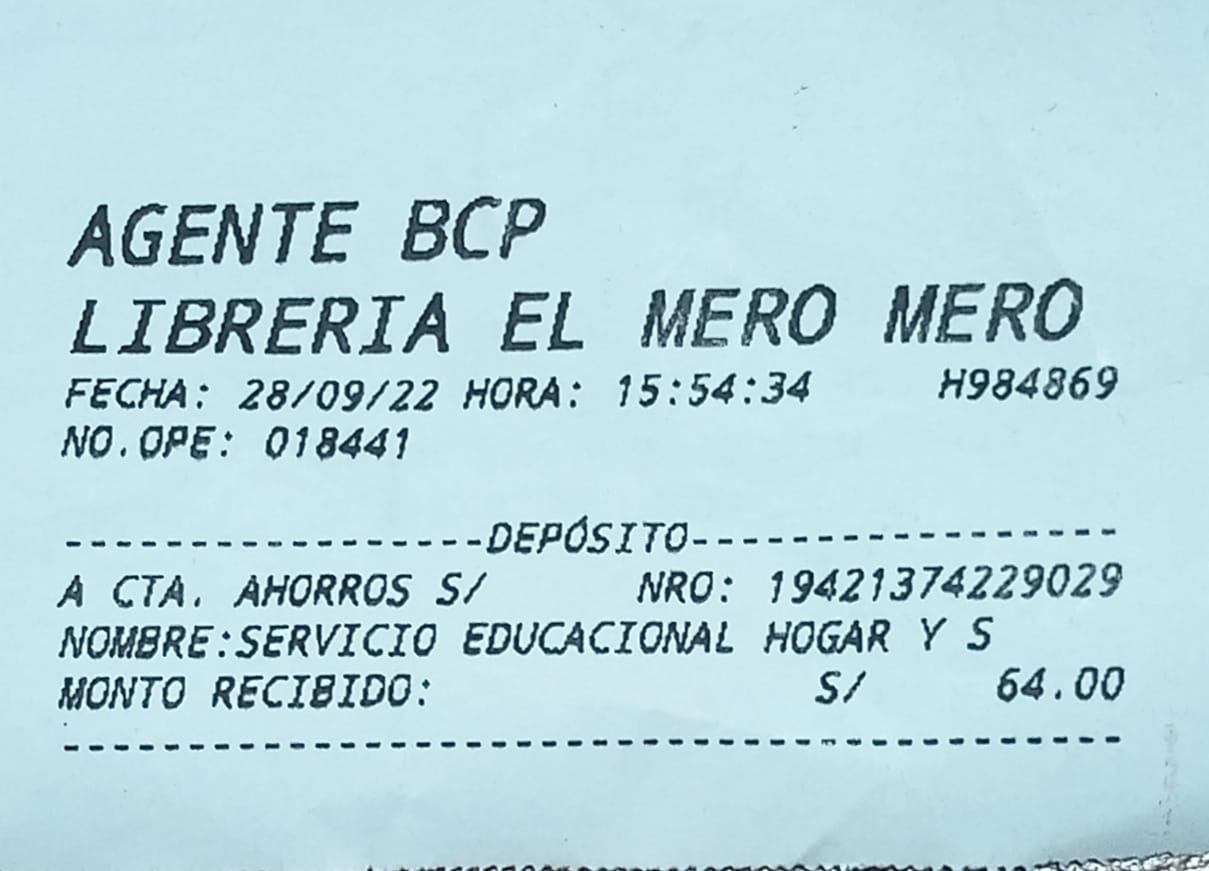 AGENTE BCP
LIBRERIA EL MERO MERO
FECHA: 28/09/22 HORA: 15:54:34 H984869
NO.OPE: 018441
-----------------DEPÓSITO-----------------
A CTA. AHORROS S/ NRO: 19421374229029
NOMBRE:SERVICIO EDUCACIONAL HOGAR Y S
MONTO RECIBIDO: S/ 64.00
------------------------------------------